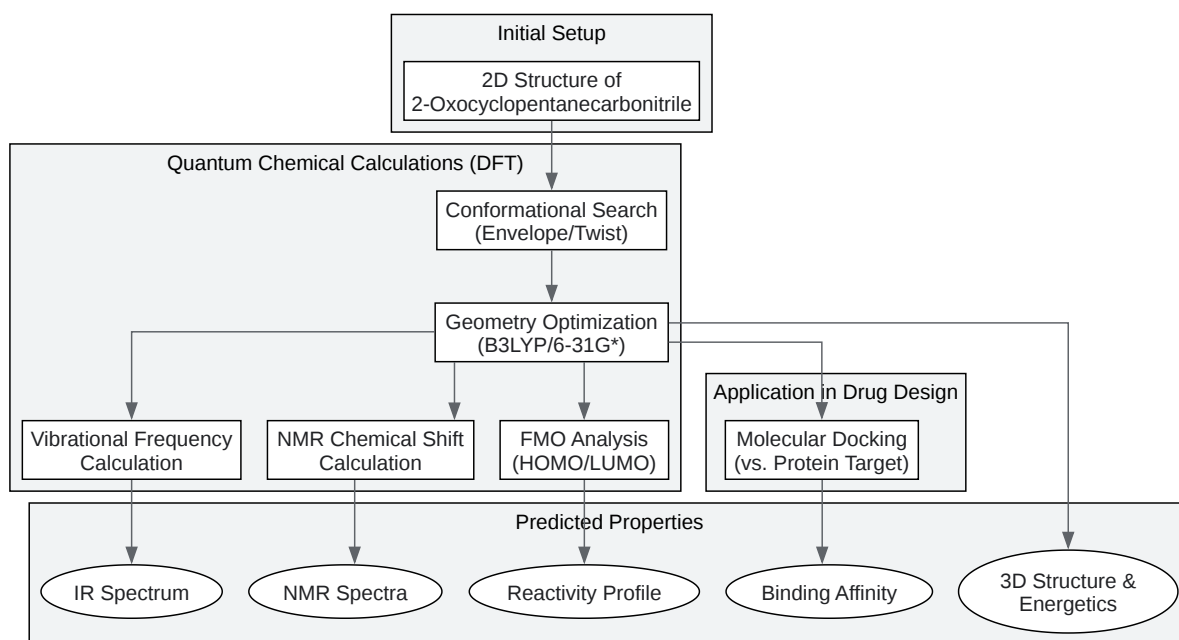 Initial Setup
2D Structure of
2-Oxocyclopentanecarbonitrile
Quantum Chemical Calculations (DFT)
Conformational Search
(Envelope/Twist)
Geometry Optimization
(B3LYP/6-31G*)
Application in Drug Design
Vibrational Frequency
Calculation
NMR Chemical Shift
Calculation
FMO Analysis
(HOMO/LUMO)
Molecular Docking
(vs. Protein Target)
Predicted Properties
IR Spectrum
NMR Spectra
Reactivity Profile
Binding Affinity
3D Structure &
Energetics